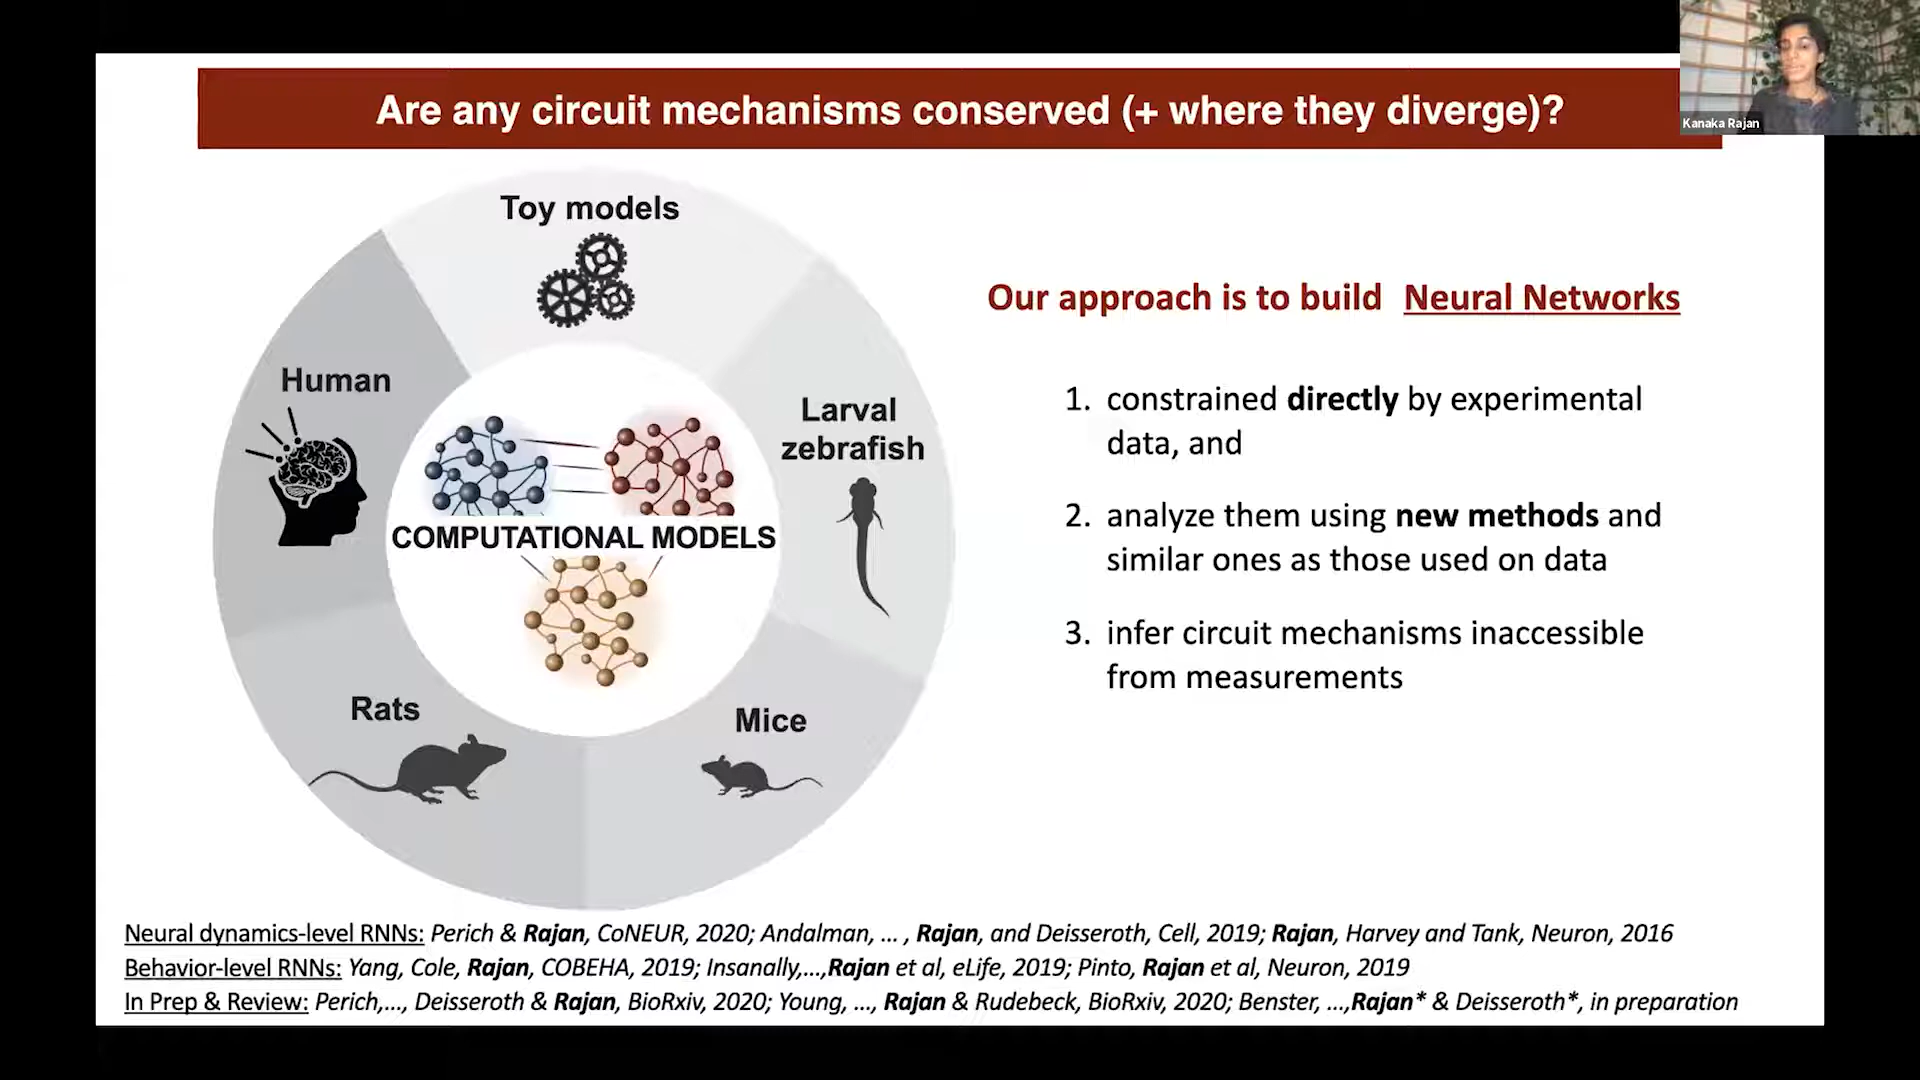 Are any circuit mechanisms conserved (+ where they diverge)?
Kanaka Rajan
Toy models
Human
Larval
zebrafish
COMPUTATIONAL MODELS
Rats
Mice
Our approach is to build Neural Networks
1. constrained directly by experimental
data, and
2. analyze them using new methods and
similar ones as those used on data
3. infer circuit mechanisms inaccessible
from measurements
Neural dynamics-level RNNs: Perich & Rajan, CoNEUR, 2020; Andalman, ... , Rajan, and Deisseroth, Cell, 2019; Rajan, Harvey and Tank, Neuron, 2016
Behavior-level RNNs: Yang, Cole, Rajan, COBEHA, 2019; Insanally,...,Rajan et al, eLife, 2019; Pinto, Rajan et al, Neuron, 2019
In Prep & Review: Perich,..., Deisseroth & Rajan, BioRxiv, 2020; Young, ..., Rajan & Rudebeck, BioRxiv, 2020; Benster, ...,Rajan* & Deisseroth*, in preparation